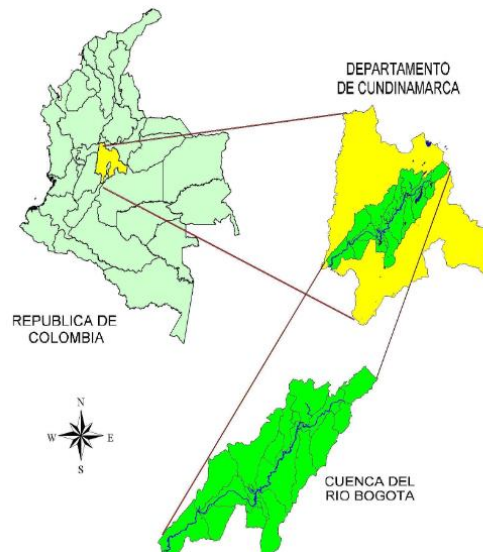 DEPARTAMENTO
DE CUNDINAMARCA
REPUBLICA DE
COLOMBIA
N
W E
S
CUENCA DEL
RIO BOGOTA